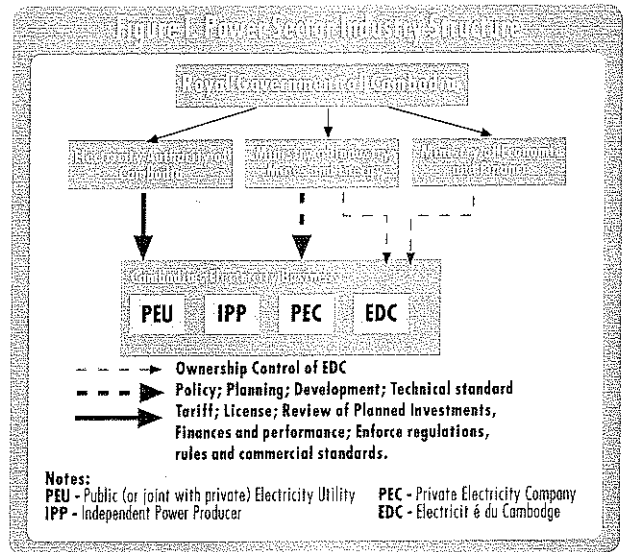 Figure 1. Power Sector Industry Structure
Royal Government of Cambodia
Electricity Authority of
Cambodia
Ministry of Industry,
Mines and Energy
Ministry of Economic
and Finance
Cambodia Electricity Business
PEU IPP PEC EDC
Ownership Control of EDC
Policy; Planning; Development; Technical standard
Tariff; License; Review of Planned Investments,
Finances and performance; Enforce regulations,
rules and commercial standards.
Notes:
PEU - Public (or joint with private) Electricity Utility PEC - Private Electricity Company
IPP - Independent Power Producer EDC - Electricit é du Cambodge